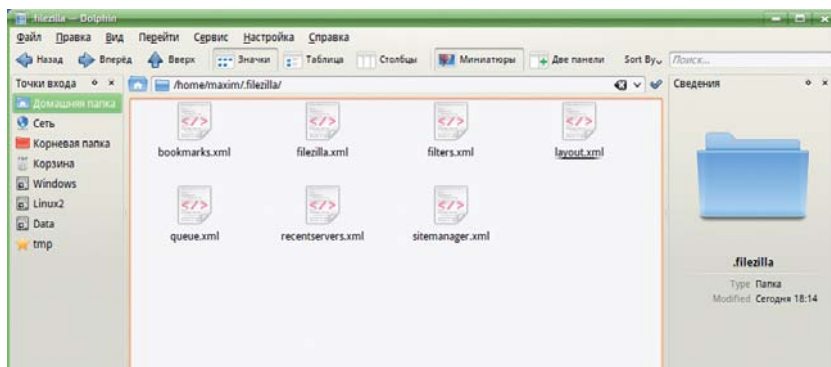 .filezilla — Dolphin
Файл Правка Вид Перейти Сервис Настройка Справка
Назад Вперёд Вверх Значки Таблица Столбцы Миниатюры Две панели Sort By Поиск...
Точки входа /home/maxim/.filezilla/ Сведения
Домашняя папка
Сеть
Корневая папка
Корзина
Windows
Linux2
Data
tmp
bookmarks.xml filezilla.xml filters.xml layout.xml
queue.xml recentservers.xml sitemanager.xml
.filezilla
Type Папка
Modified Сегодня 18:14